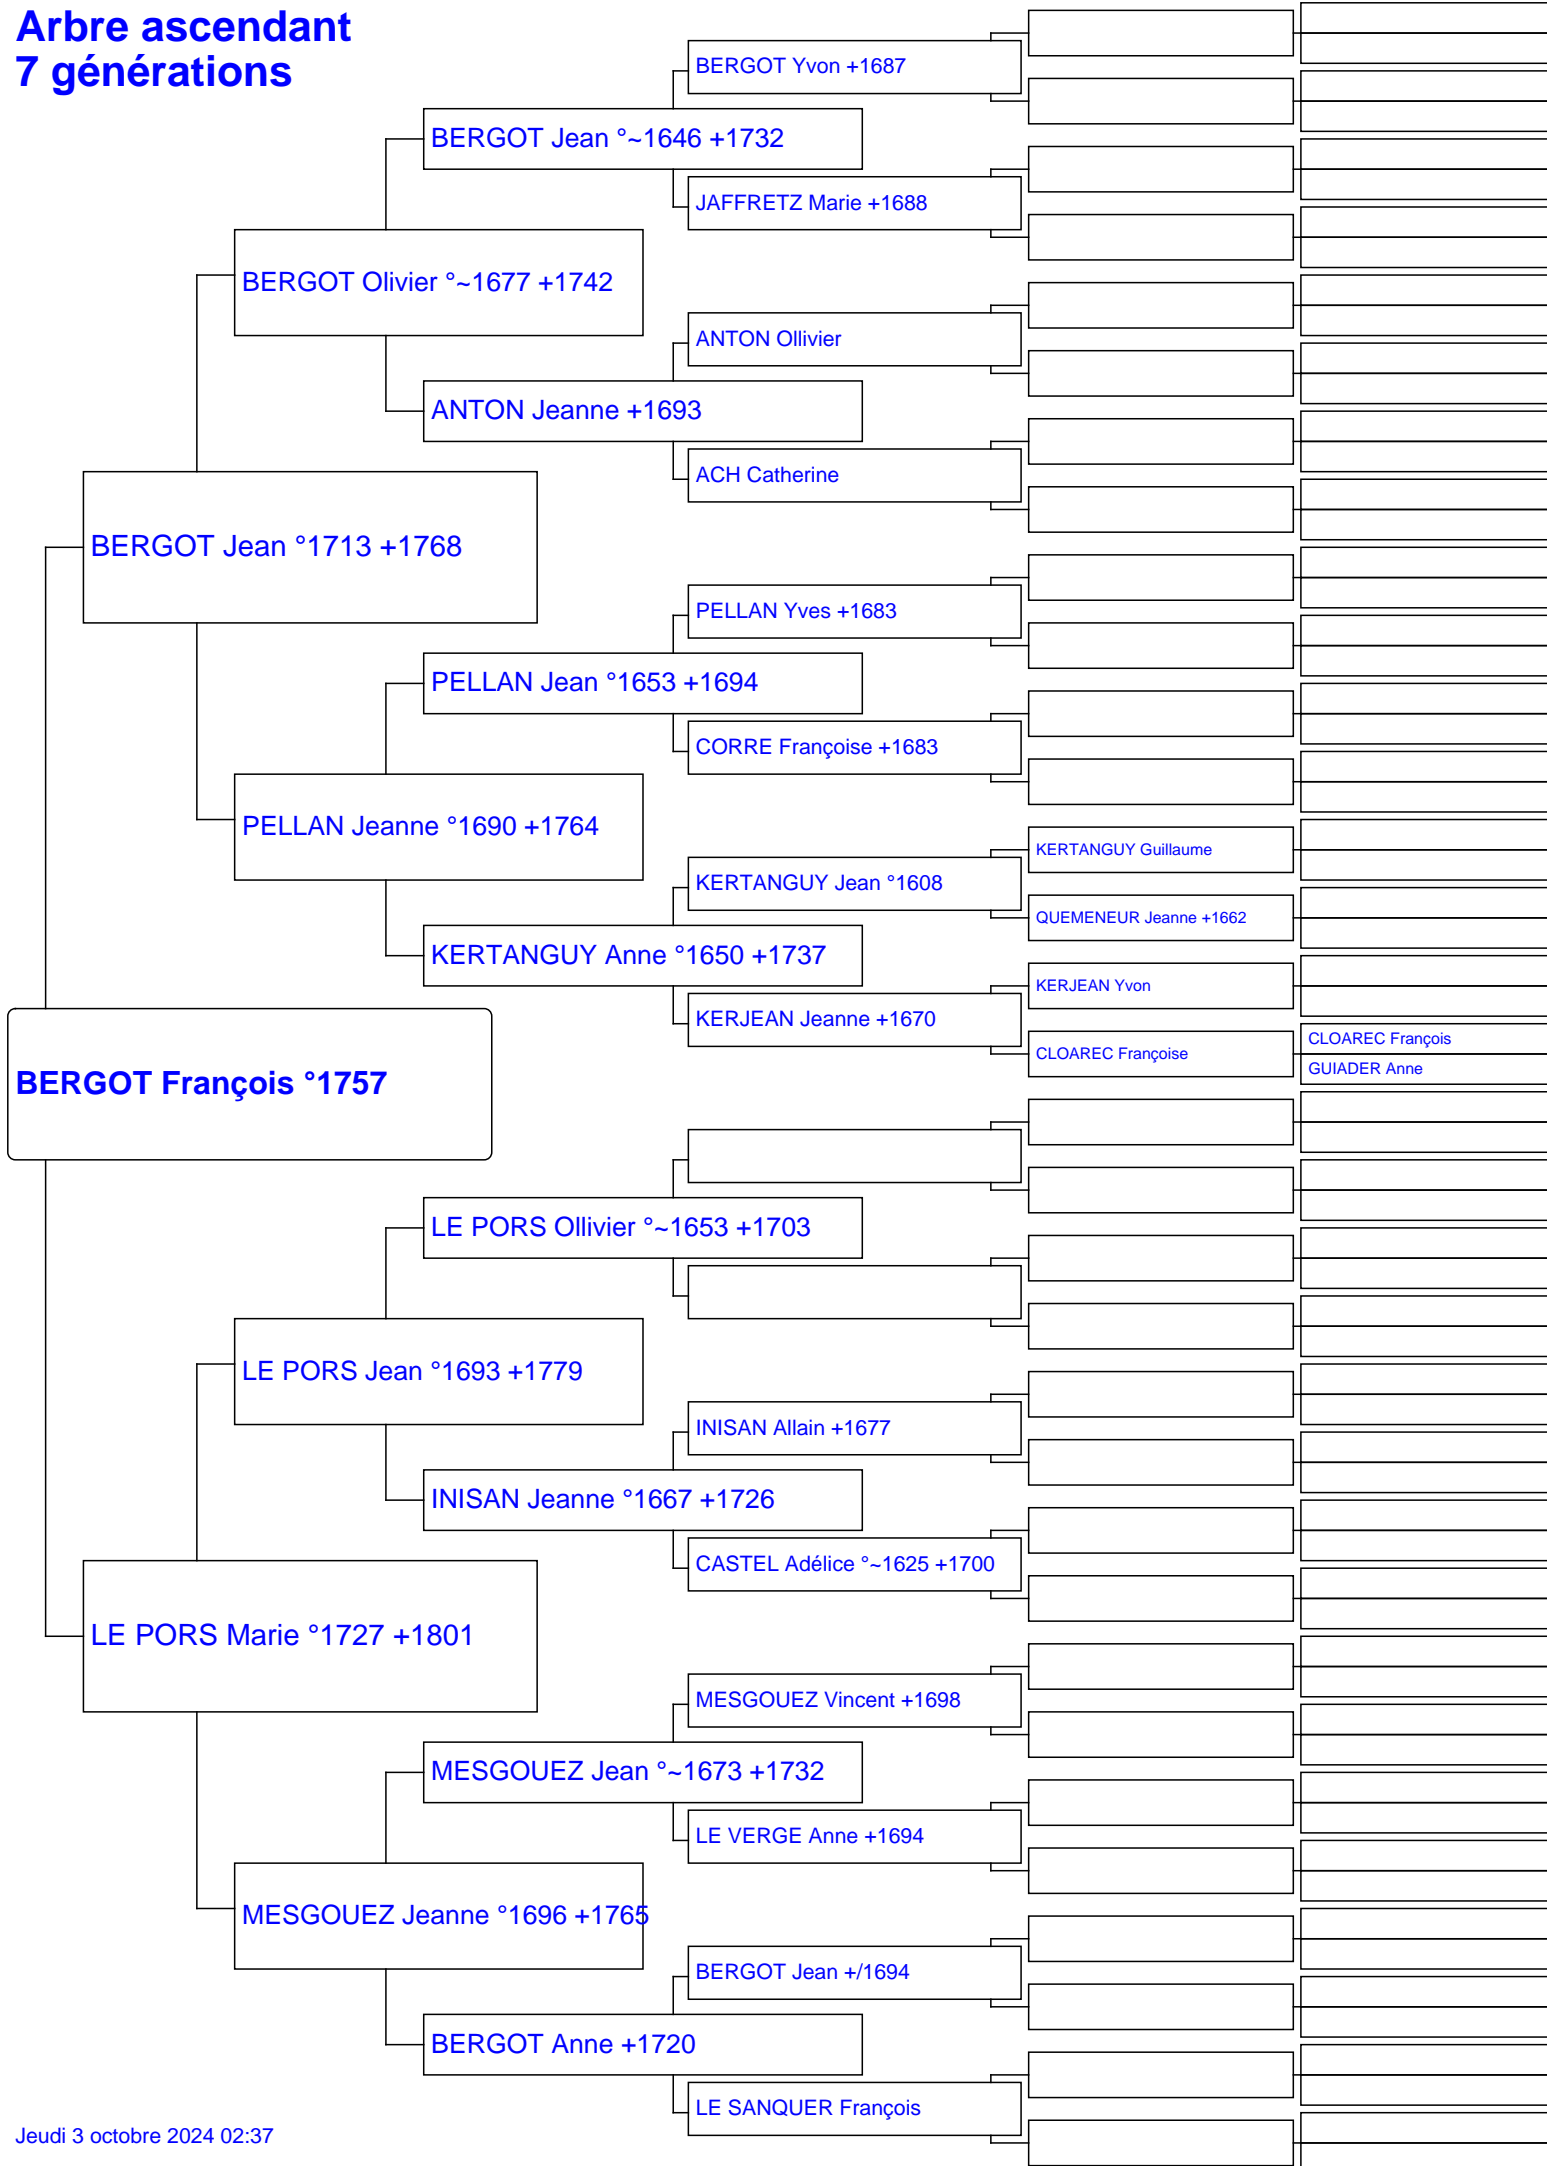 Arbre ascendant
7 générations
BERGOT Yvon +1687
BERGOT Jean °~1646 +1732
JAFFRETZ Marie +1688
BERGOT Olivier °~1677 +1742
ANTON Ollivier
ANTON Jeanne +1693
ACH Catherine
BERGOT Jean °1713 +1768
PELLAN Yves +1683
PELLAN Jean °1653 +1694
CORRE Françoise +1683
PELLAN Jeanne °1690 +1764
KERTANGUY Guillaume
KERTANGUY Jean °1608
QUEMENEUR Jeanne +1662
KERTANGUY Anne °1650 +1737
KERJEAN Yvon
KERJEAN Jeanne +1670
CLOAREC François
CLOAREC Françoise
GUIADER Anne
BERGOT François °1757
LE PORS Ollivier °~1653 +1703
LE PORS Jean °1693 +1779
INISAN Allain +1677
INISAN Jeanne °1667 +1726
CASTEL Adélice °~1625 +1700
LE PORS Marie °1727 +1801
MESGOUEZ Vincent +1698
MESGOUEZ Jean °~1673 +1732
LE VERGE Anne +1694
MESGOUEZ Jeanne °1696 +1765
BERGOT Jean +/1694
BERGOT Anne +1720
LE SANQUER François
Jeudi 3 octobre 2024 02:37